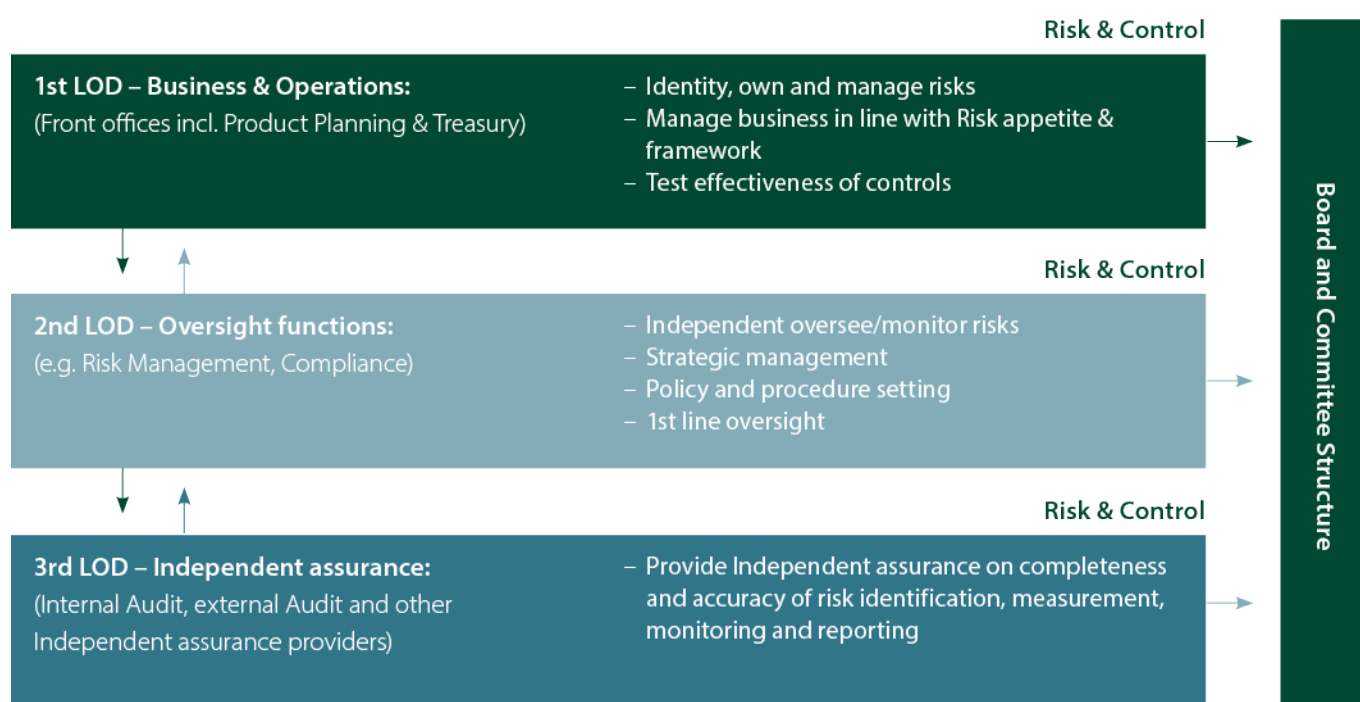 Risk & Control
1st LOD – Business & Operations:
(Front offices incl. Product Planning & Treasury)
– Identity, own and manage risks
– Manage business in line with Risk appetite &
framework
– Test effectiveness of controls
Risk & Control
2nd LOD – Oversight functions:
(e.g. Risk Management, Compliance)
– Independent oversee/monitor risks
– Strategic management
– Policy and procedure setting
– 1st line oversight
Risk & Control
3rd LOD – Independent assurance:
(Internal Audit, external Audit and other
Independent assurance providers)
– Provide Independent assurance on completeness
and accuracy of risk identification, measurement,
monitoring and reporting
Board and Committee Structure